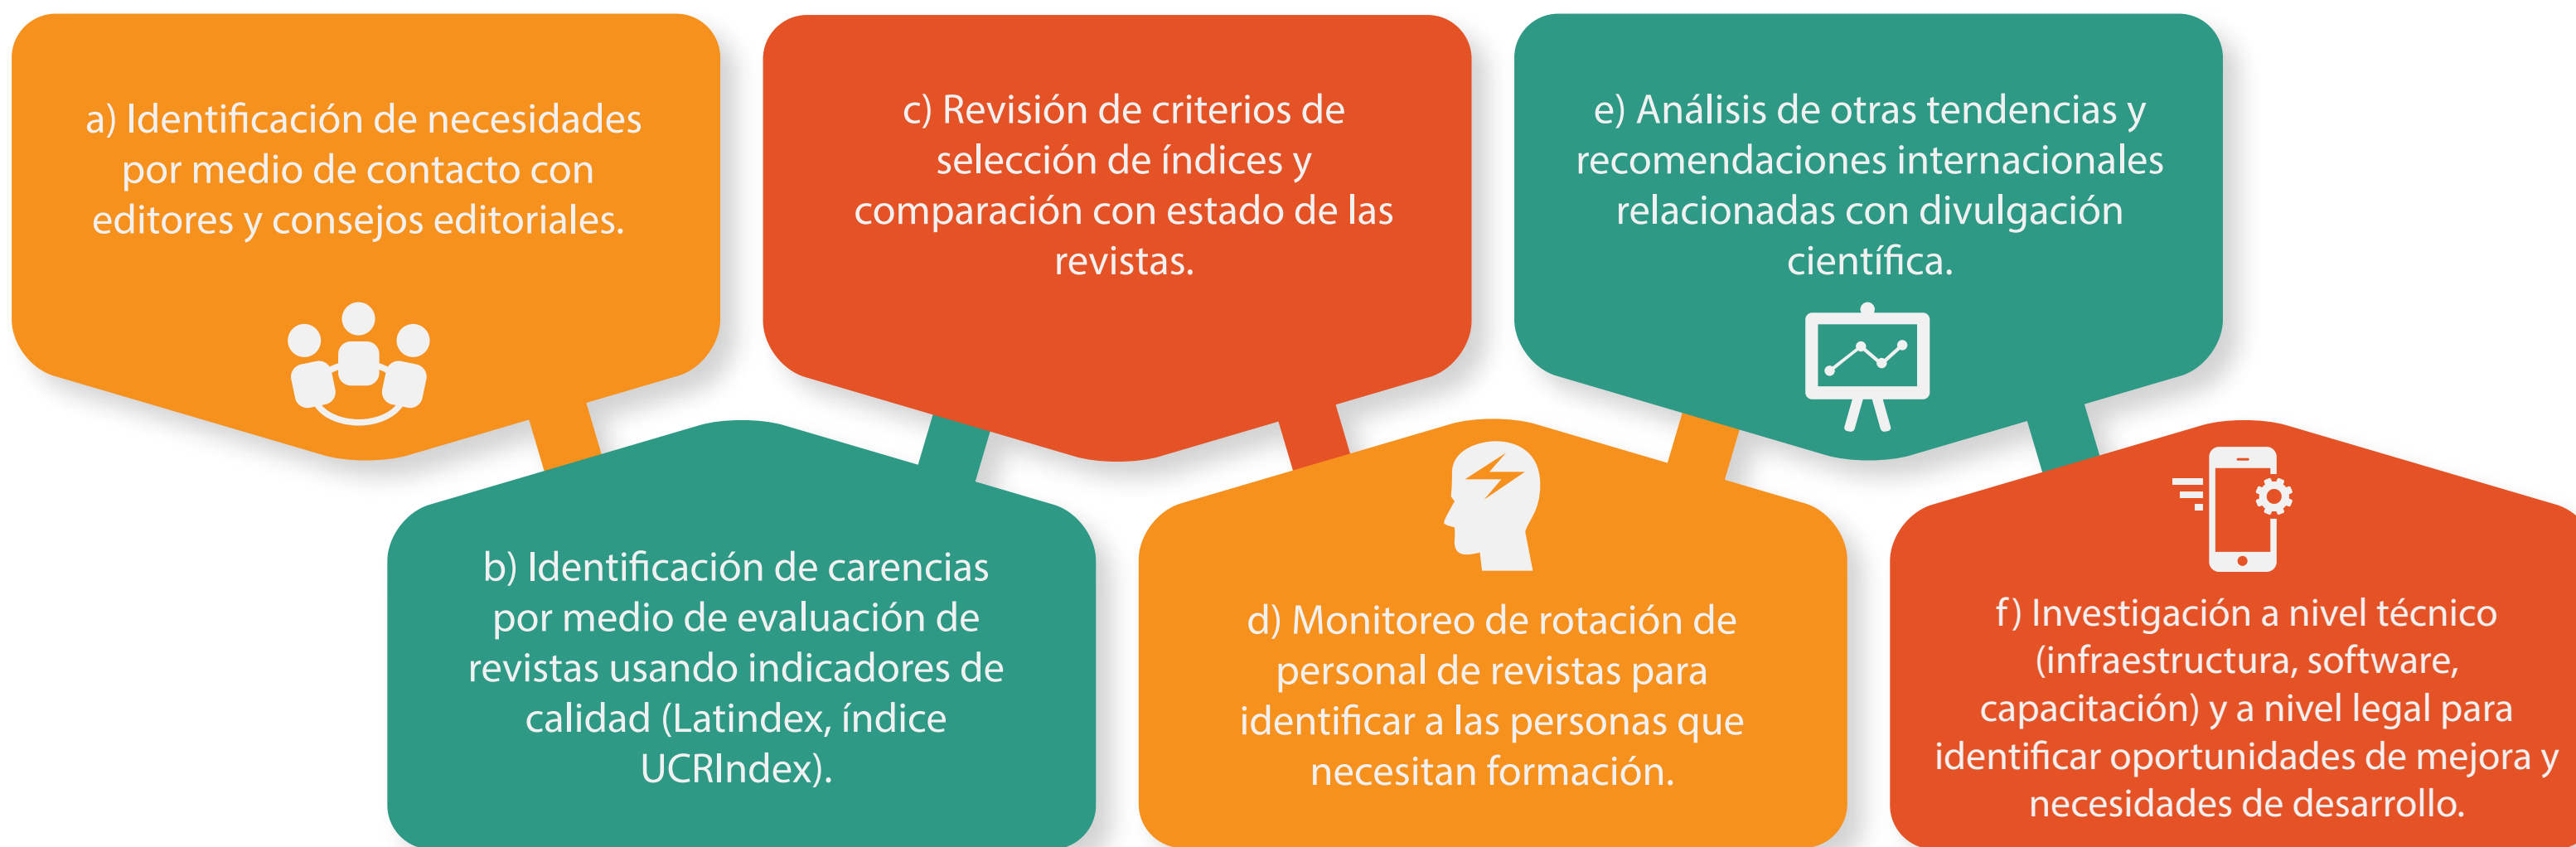 a) Identificación de necesidades
por medio de contacto con
editores y consejos editoriales.
b) Identificación de carencias
por medio de evaluación de
revistas usando indicadores de
calidad (Latindex, índice
UCRIndex).
c) Revisión de criterios de
selección de índices y
comparación con estado de las
revistas.
d) Monitoreo de rotación de
personal de revistas para
identificar a las personas que
necesitan formación.
e) Análisis de otras tendencias y
recomendaciones internacionales
relacionadas con divulgación
científica.
f) Investigación a nivel técnico
(infraestructura, software,
capacitación) y a nivel legal para
identificar oportunidades de mejora y
necesidades de desarrollo.